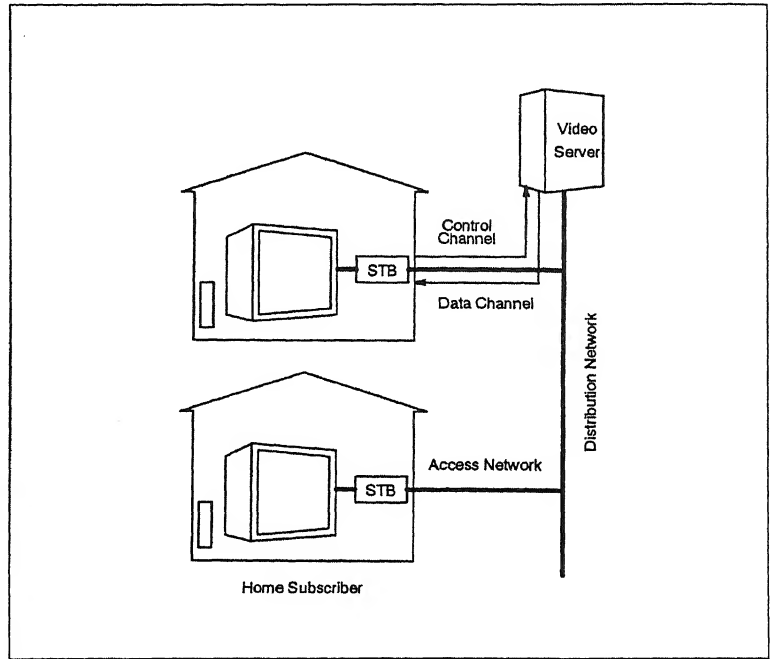 Video
Server
Control
Channel
STB
Data Channel
Distribution Network
Access Network
STB
Home Subscriber